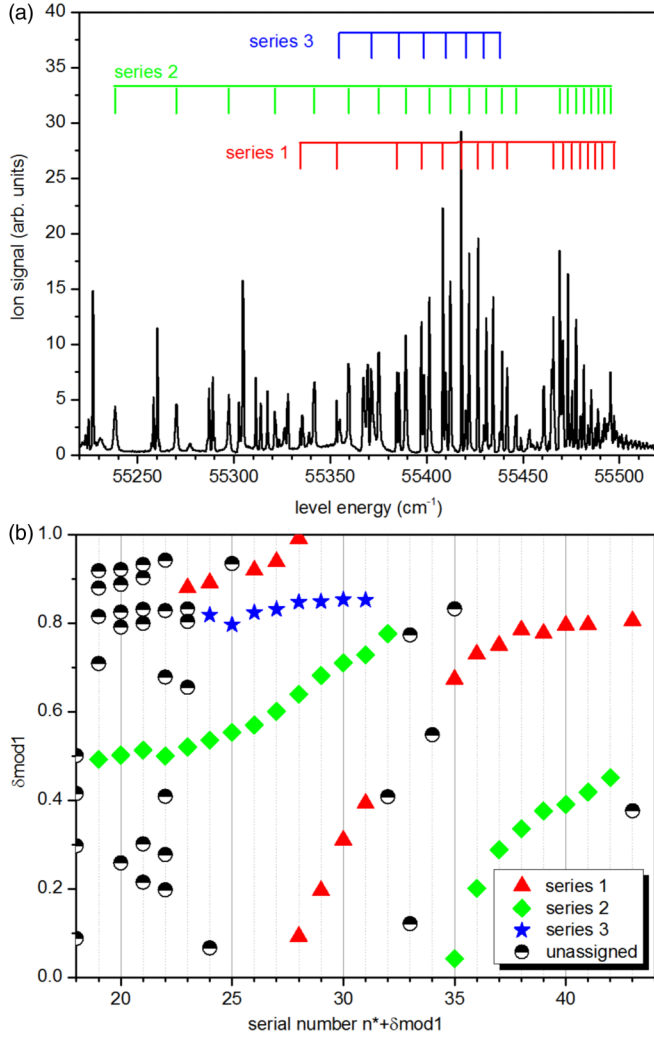 (a)
40
35
30
25
20
15
10
5
0
Ion signal (arb. units)
series 3
series 2
series 1
55250 55300 55350 55400 55450 55500
level energy (cm⁻¹)
(b)
1.0
0.8
0.6
0.4
0.2
0.0
δmod1
series 1
series 2
series 3
unassigned
20 25 30 35 40
serial number n*+δmod1